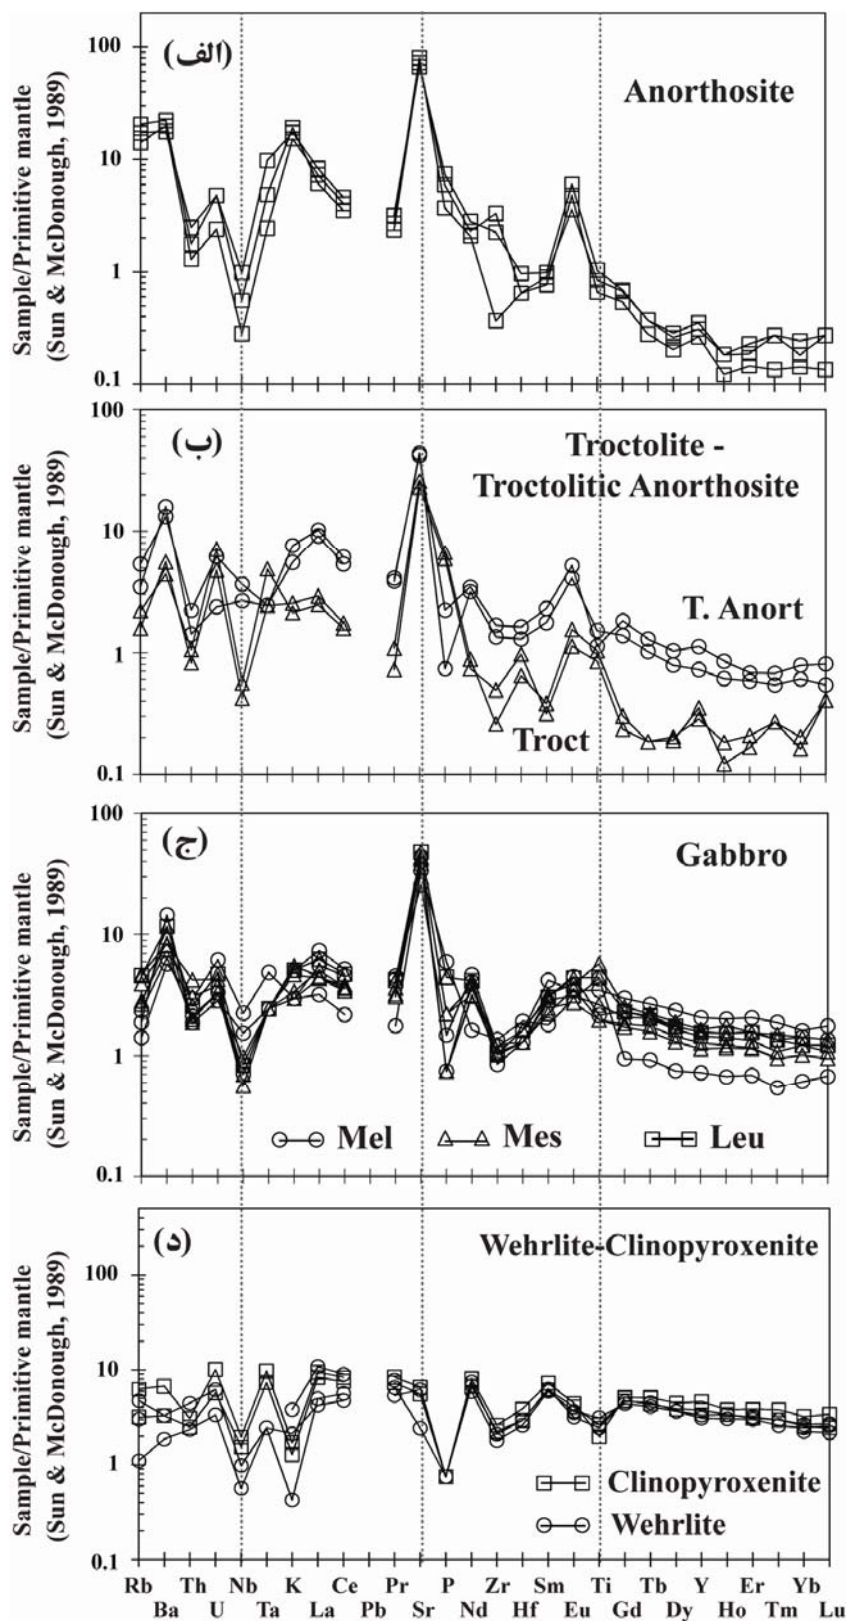 100
10
1
0.1
Sample/Primitive mantle
(Sun & McDonough, 1989)
(الف)
Anorthosite
100
10
1
0.1
Sample/Primitive mantle
(Sun & McDonough, 1989)
(ب)
Troctolite -
Troctolitic Anorthosite
T. Anort
Troct
100
10
1
0.1
Sample/Primitive mantle
(Sun & McDonough, 1989)
(ج)
Gabbro
Mel
Mes
Leu
100
10
1
0.1
Sample/Primitive mantle
(Sun & McDonough, 1989)
(د)
Wehrlite-Clinopyroxenite
Clinopyroxenite
Wehrlite
Rb Th Nb K Ce Pr P Zr Sm Ti Tb Y Er Yb
Ba U Ta La Pb Sr Nd Hf Eu Gd Dy Ho Tm Lu